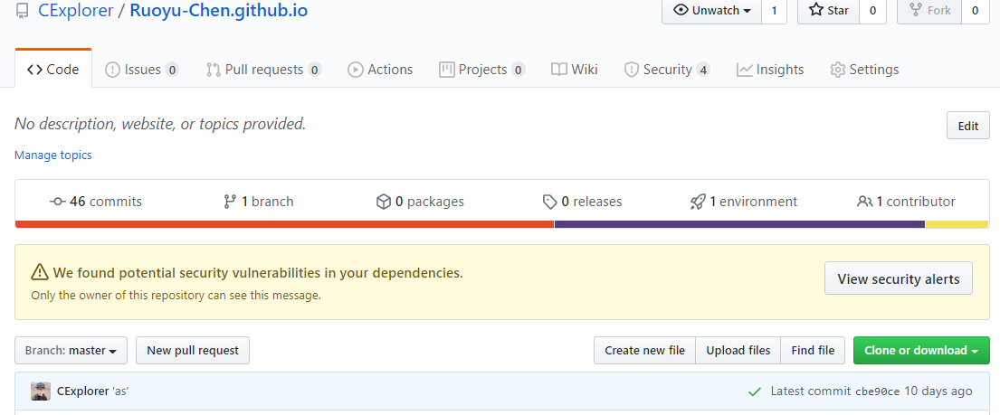 CExplorer / Ruoyu-Chen.github.io
Unwatch 1 Star 0 Fork 0
Code Issues 0 Pull requests 0 Actions Projects 0 Wiki Security 4 Insights Settings
No description, website, or topics provided.
Edit
Manage topics
46 commits 1 branch 0 packages 0 releases 1 environment 1 contributor
We found potential security vulnerabilities in your dependencies.
Only the owner of this repository can see this message.
View security alerts
Branch: master New pull request Create new file Upload files Find file Clone or download
CExplorer 'as' Latest commit cbe90ce 10 days ago